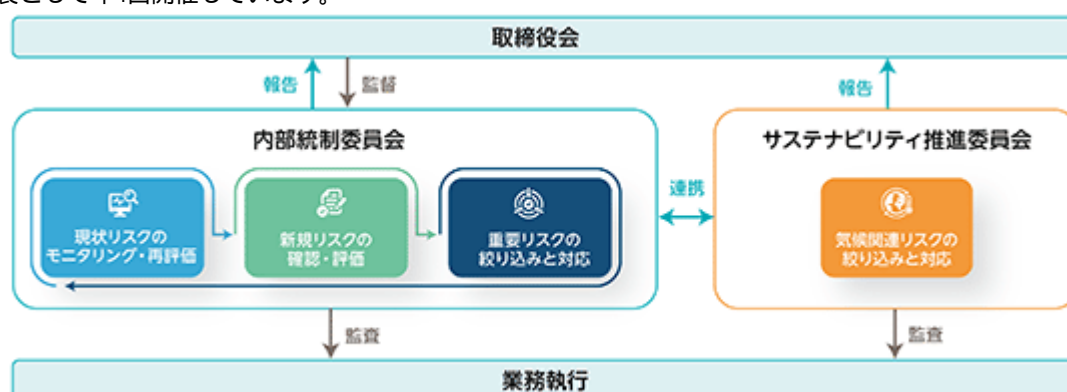 取締役会
報告
監督
報告
内部統制委員会
サステナビリティ推進委員会
現状リスクの
モニタリング・再評価
新規リスクの
確認・評価
重要リスクの
絞り込みと対応
連携
気候関連リスクの
絞り込みと対応
監査
監査
業務執行